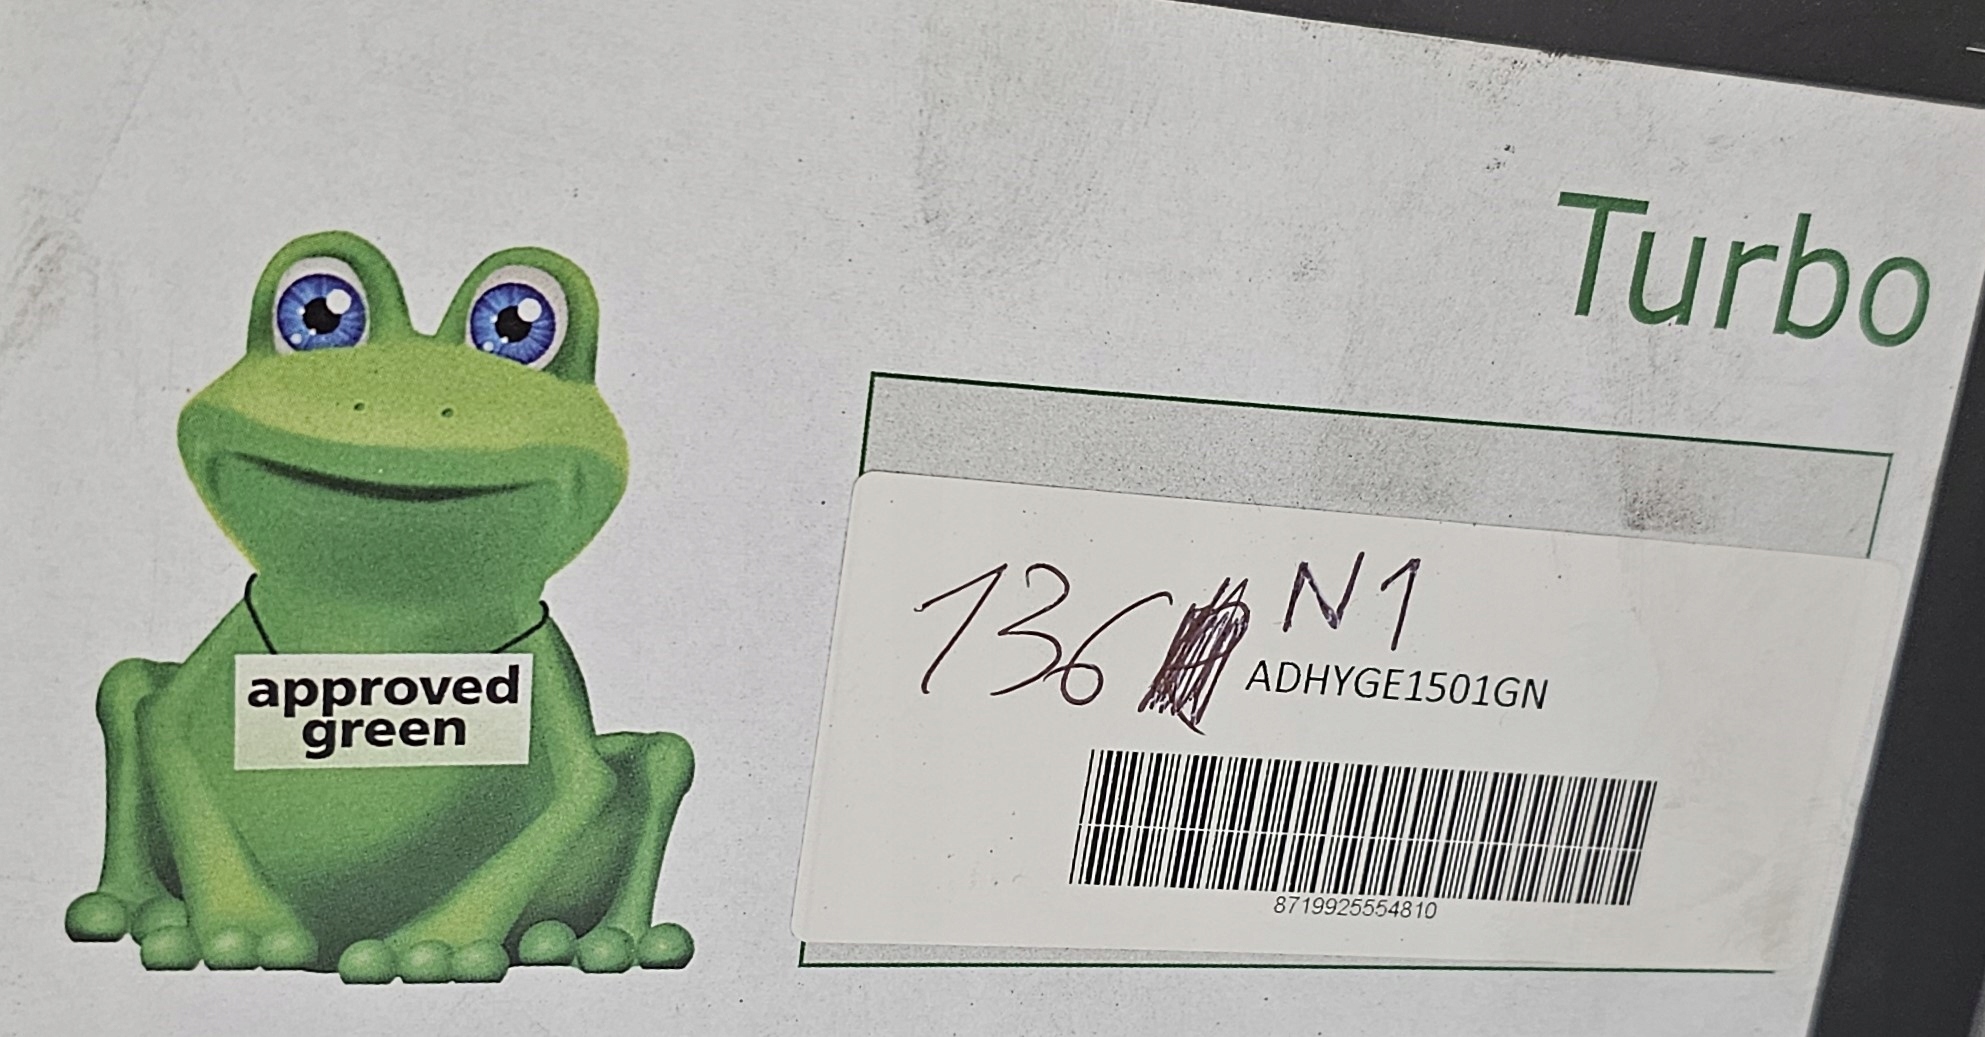 Turbo
approved
green
136 N1
ADHYGE1501GN
8719925554810